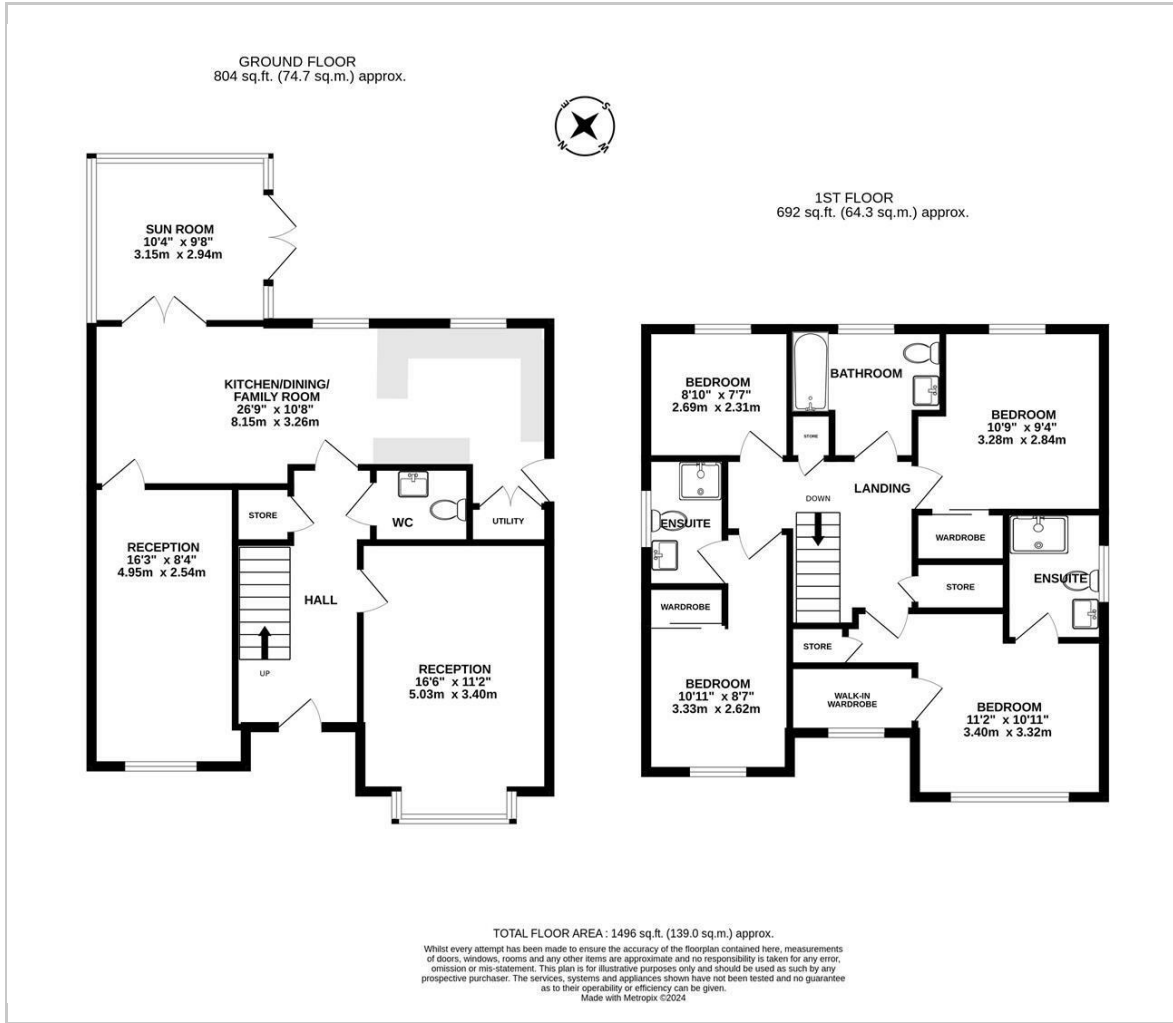 GROUND FLOOR
804 sq.ft. (74.7 sq.m.) approx.
E
S
N
W
1ST FLOOR
692 sq.ft. (64.3 sq.m.) approx.
SUN ROOM
10'4" x 9'8"
3.15m x 2.94m
KITCHEN/DINING/
FAMILY ROOM
26'9" x 10'8"
8.15m x 3.26m
STORE
WC
UTILITY
RECEPTION
16'3" x 8'4"
4.95m x 2.54m
HALL
UP
RECEPTION
16'6" x 11'2"
5.03m x 3.40m
BEDROOM
8'10" x 7'7"
2.69m x 2.31m
BATHROOM
STORE
BEDROOM
10'9" x 9'4"
3.28m x 2.84m
LANDING
DOWN
ENSUITE
WARDROBE
WARDROBE
ENSUITE
STORE
STORE
BEDROOM
10'11" x 8'7"
3.33m x 2.62m
WALK-IN
WARDROBE
BEDROOM
11'2" x 10'11"
3.40m x 3.32m
TOTAL FLOOR AREA : 1496 sq.ft. (139.0 sq.m.) approx.
Whilst every attempt has been made to ensure the accuracy of the floorplan contained here, measurements
of doors, windows, rooms and any other items are approximate and no responsibility is taken for any error,
omission or mis-statement. This plan is for illustrative purposes only and should be used as such by any
prospective purchaser. The services, systems and appliances shown have not been tested and no guarantee
as to their operability or efficiency can be given.
Made with Metropix ©2024